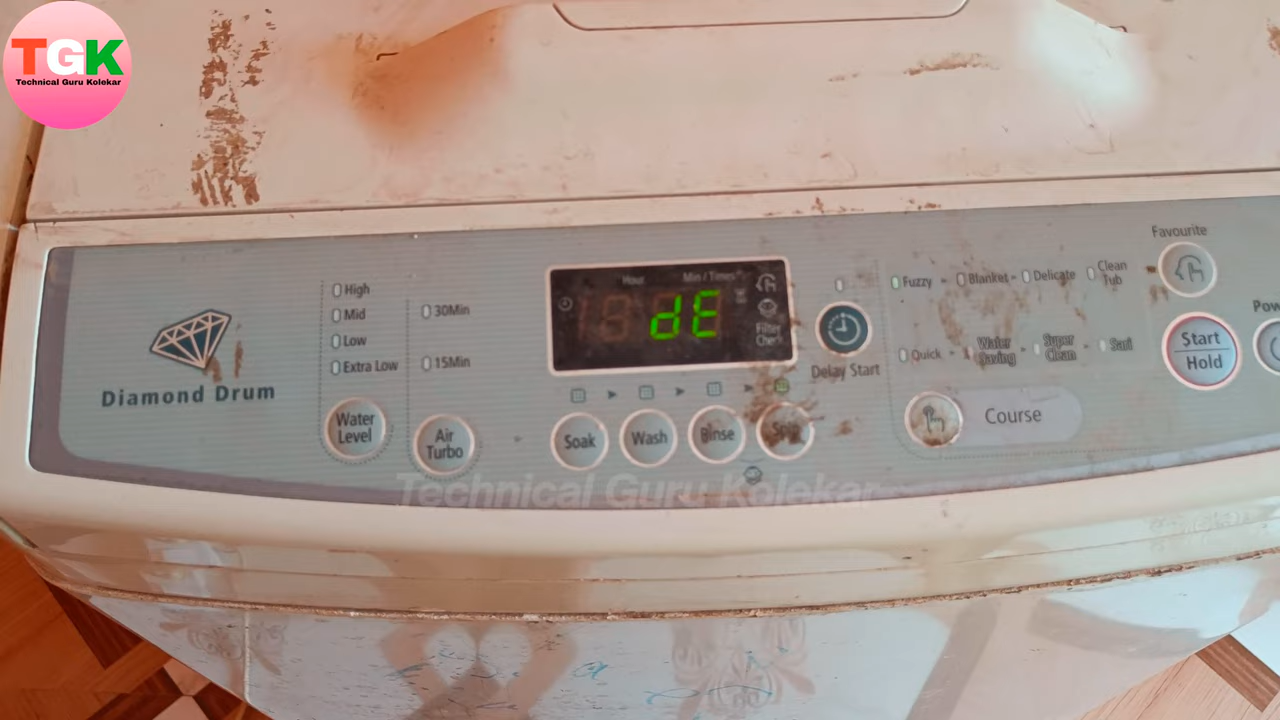 TGK
Technical Guru Kolekar
Favourite
Hour
Min / Times
High
Mid
Low
Extra Low
30Min
15Min
dE
Filter
Check
Fuzzy
Blanket
Delicate
Clean
Tub
Quick
Water
Saving
Super
Clean
Sari
Delay Start
Start
Hold
Diamond Drum
Water
Level
Air
Turbo
Soak
Wash
Rinse
Spin
Course
Technical Guru Kolekar